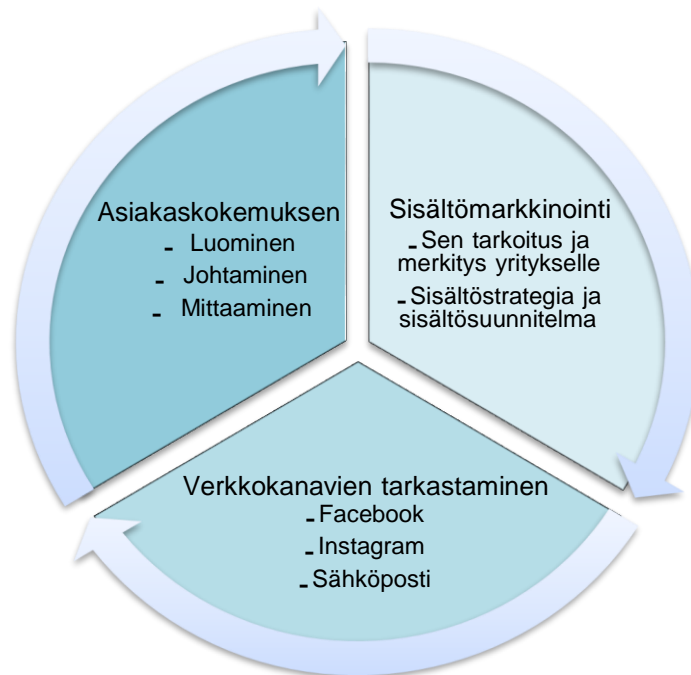 Asiakaskokemuksen
- Luominen
- Johtaminen
- Mittaaminen
Sisältömarkkinointi
- Sen tarkoitus ja
merkitys yritykselle
- Sisältöstrategia ja
sisältösuunnitelma
Verkkokanavien tarkastaminen
- Facebook
- Instagram
- Sähköposti